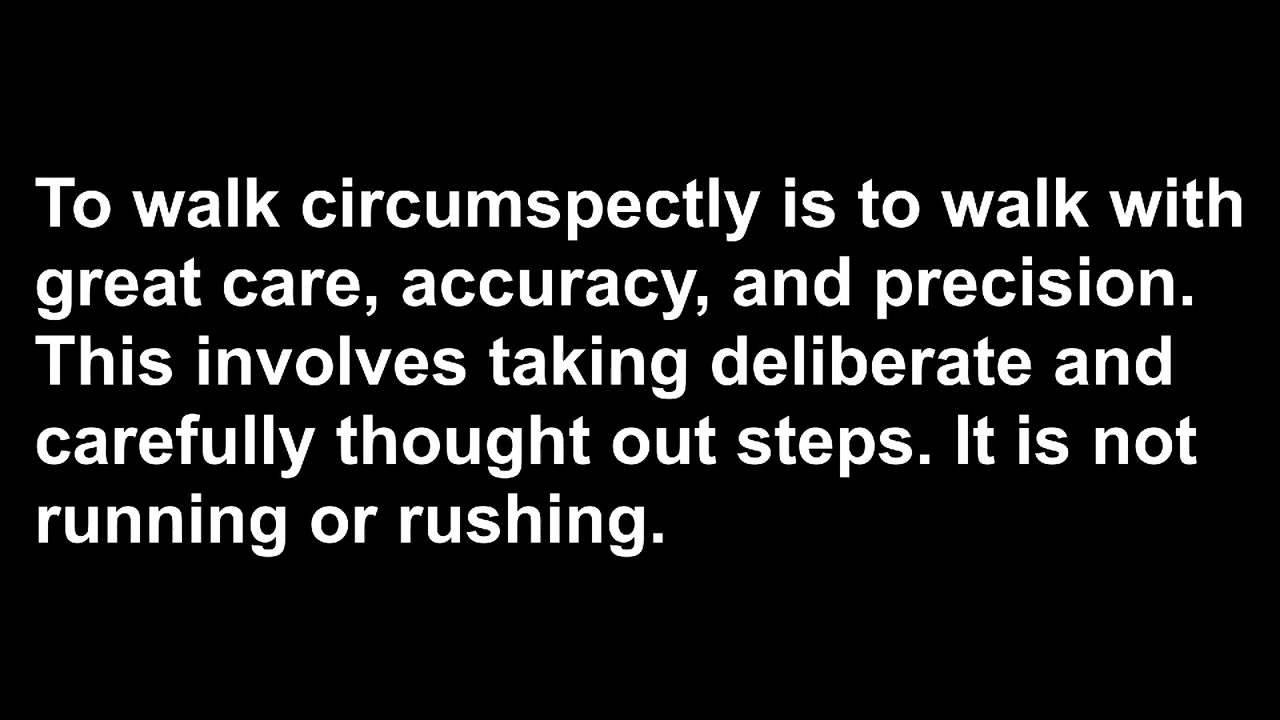 To walk circumspectly is to walk with
great care, accuracy, and precision.
This involves taking deliberate and
carefully thought out steps. It is not
running or rushing.